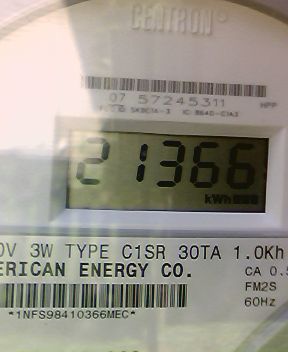 CENTRON®
07 57245311 HPP
21366
kWh
0V 3W TYPE C1SR 30TA 1.0Kh
ERICAN ENERGY CO. CA 0.5
FM2S
*1NFS98410366MEC* 60Hz